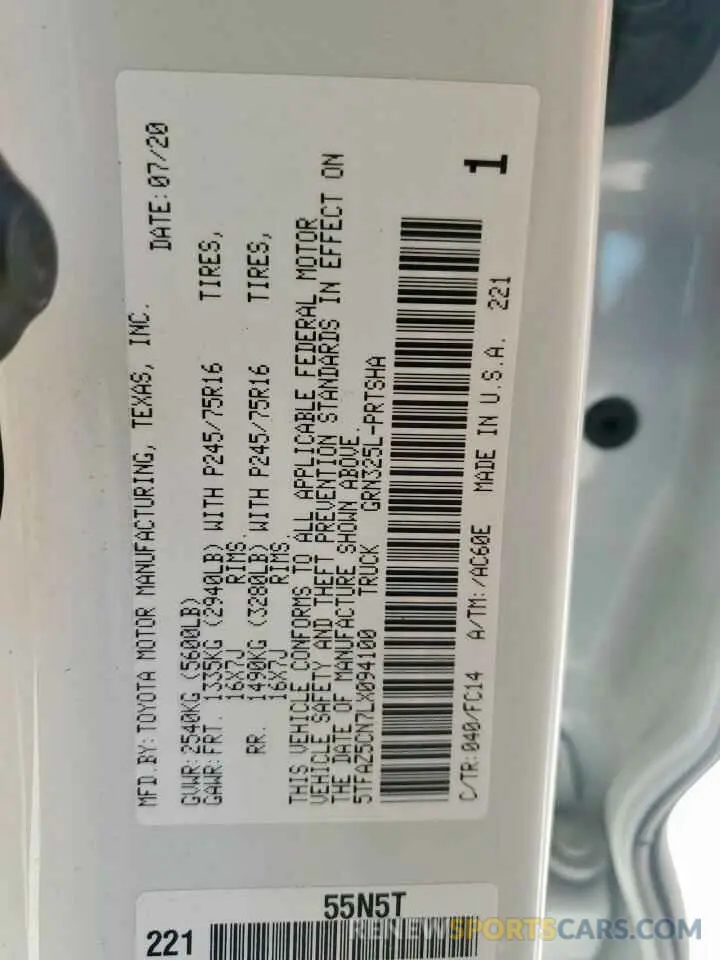 MFD.BY:TOYOTA MOTOR MANUFACTURING, TEXAS, INC. DATE:07/20
GVWR:2540KG (5600LB)
GAWR:FRT. 1335KG (2940LB) WITH P245/75R16 TIRES,
16X7J RIMS.
RR. 1490KG (3280LB) WITH P245/75R16 TIRES,
16X7J RIMS.
THIS VEHICLE CONFORMS TO ALL APPLICABLE FEDERAL MOTOR
VEHICLE SAFETY AND THEFT PREVENTION STANDARDS IN EFFECT ON
THE DATE OF MANUFACTURE SHOWN ABOVE.
5TFAZ5CN7LX094100 TRUCK GRN325L-PRTSHA
1
C/TR:040/FC14 A/TM:/AC60E MADE IN U.S.A. 221
55N5T
221
RENEWSPORTSCARS.COM